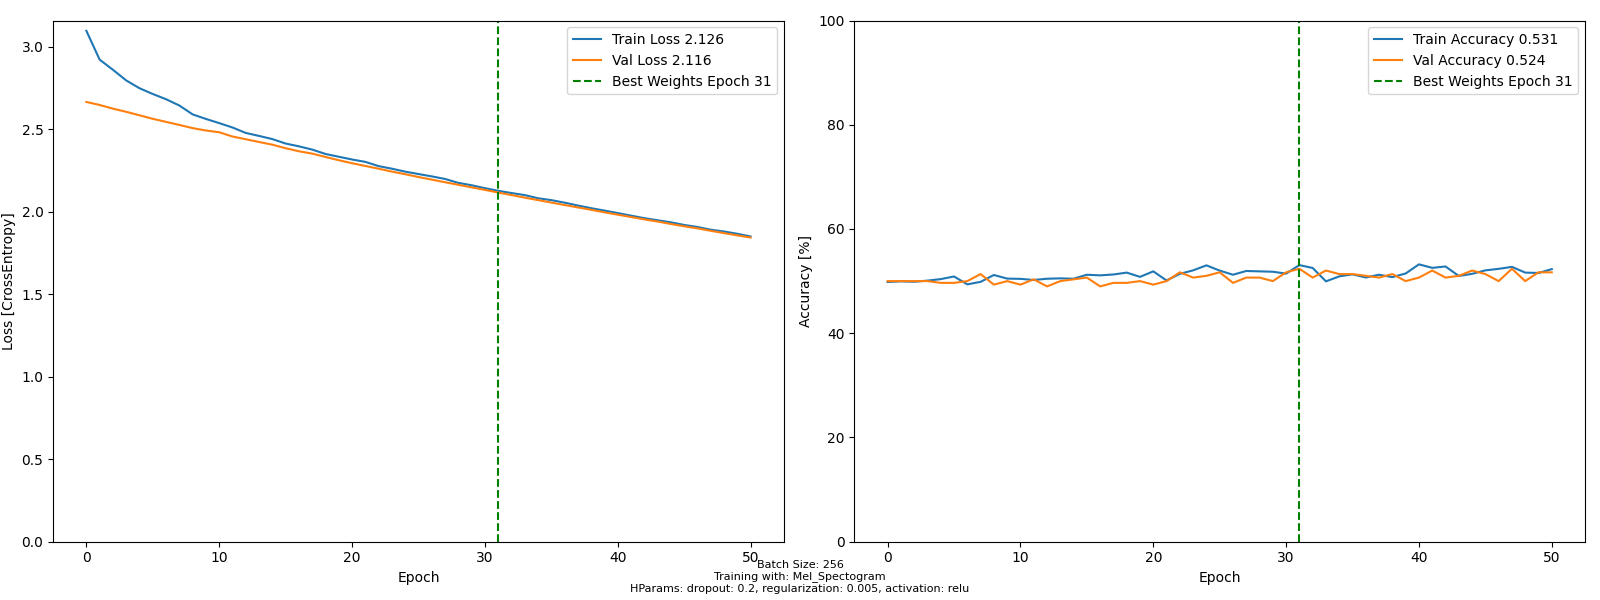 3.0
2.5
2.0
1.5
1.0
0.5
0.0
Loss [CrossEntropy]
0 10 20 30 40 50
Epoch
Train Loss 2.126
Val Loss 2.116
Best Weights Epoch 31
100
80
60
40
20
0
Accuracy [%]
0 10 20 30 40 50
Epoch
Train Accuracy 0.531
Val Accuracy 0.524
Best Weights Epoch 31
Batch Size: 256
Training with: Mel_Spectogram
HParams: dropout: 0.2, regularization: 0.005, activation: relu